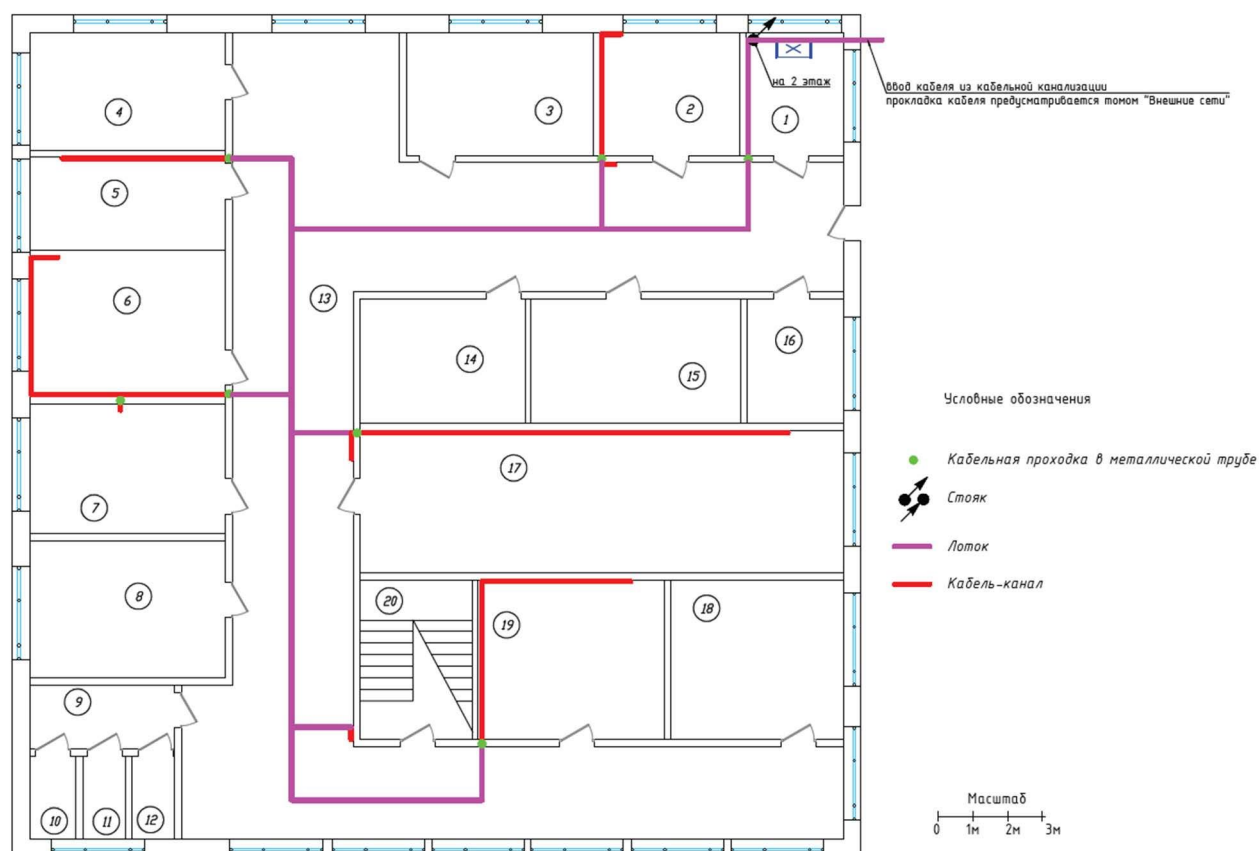 на 2 этаж
ввод кабеля из кабельной канализации
прокладка кабеля предусматривается томом "Внешние сети"
4
3
2
1
5
6
13
14
15
16
Условные обозначения
Кабельная проходка в металлической трубе
Стояк
Лоток
Кабель-канал
17
7
8
20
19
18
9
10
11
12
Масштаб
0 1м 2м 3м